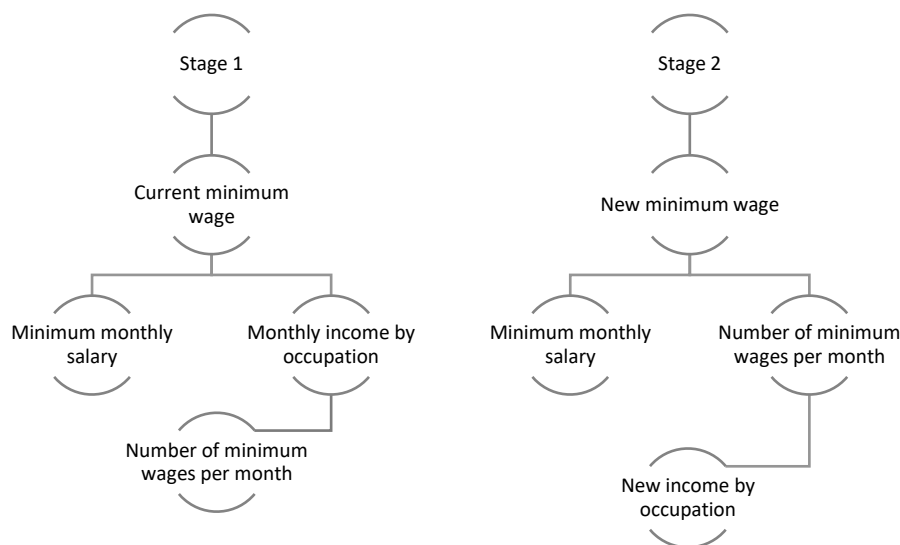 Stage 1
Current minimum
wage
Minimum monthly
salary
Monthly income by
occupation
Number of minimum
wages per month
Stage 2
New minimum wage
Minimum monthly
salary
Number of minimum
wages per month
New income by
occupation